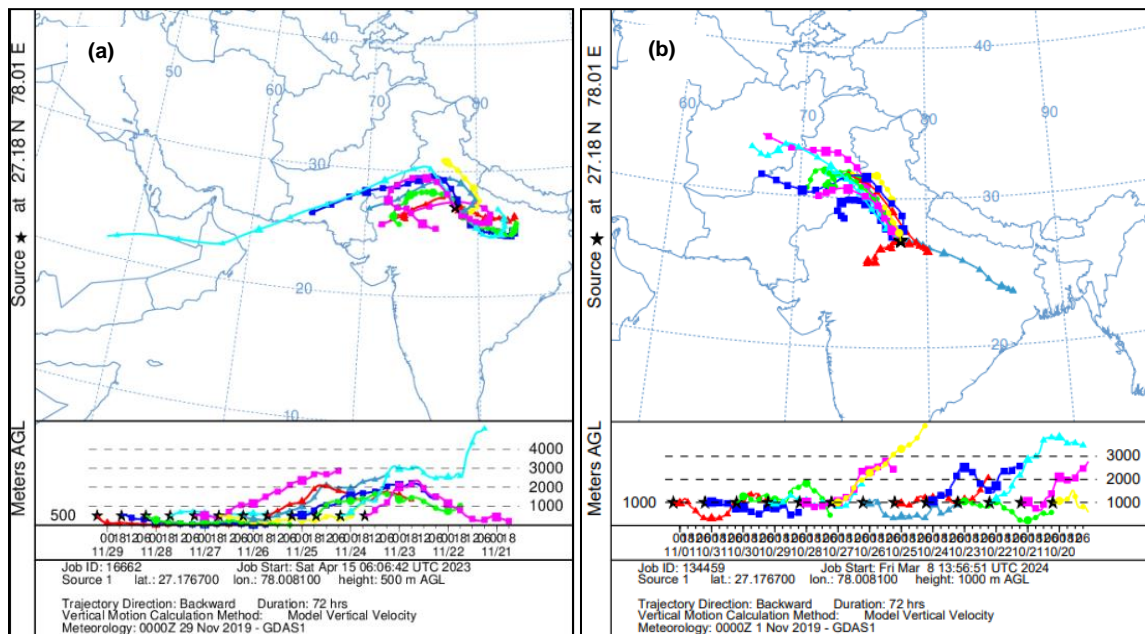 (a)
Source ★ at 27.18 N 78.01 E
50
60
70
80
40
30
20
10
Meters AGL
500
4000
3000
2000
1000
11/29 11/28 11/27 11/26 11/25 11/24 11/23 11/22 11/21
Job ID: 16662 Job Start: Sat Apr 15 06:06:42 UTC 2023
Source 1 lat.: 27.176700 lon.: 78.008100 height: 500 m AGL
Trajectory Direction: Backward Duration: 72 hrs
Vertical Motion Calculation Method: Model Vertical Velocity
Meteorology: 0000Z 29 Nov 2019 - GDAS1
(b)
Source ★ at 27.18 N 78.01 E
40
40
60
70
80
90
30
20
Meters AGL
1000
3000
2000
1000
Job ID: 134459 Job Start: Fri Mar 8 13:56:51 UTC 2024
Source 1 lat.: 27.176700 lon.: 78.008100 height: 1000 m AGL
Trajectory Direction: Backward Duration: 72 hrs
Vertical Motion Calculation Method: Model Vertical Velocity
Meteorology: 0000Z 1 Nov 2019 - GDAS1